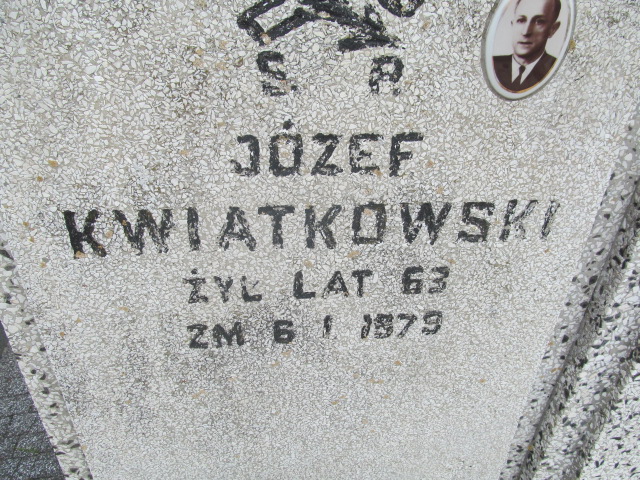 Ś. P.
JÓZEF
KWIATKOWSKI
ŻYŁ LAT 63
ZM 6 I 1979